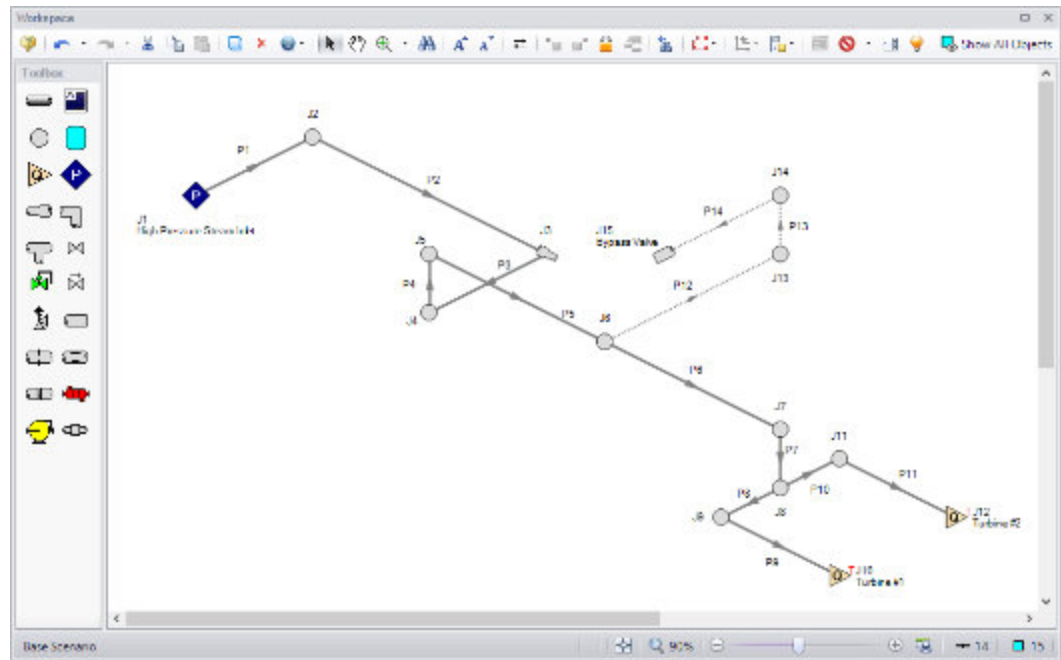 Workspace
Show All Objects
Toolbox
J2
P1
P2
J1
High Pressure Steam Inlet
J3
J5
P3
P4
J4
P5
J6
J14
P14
J15
Bypass Valve
P13
J13
P12
P6
J7
P7
J11
P10
P11
P8
J8
J9
J12
Turbine #2
P9
J10
Turbine #1
Base Scenario
90%
14
15